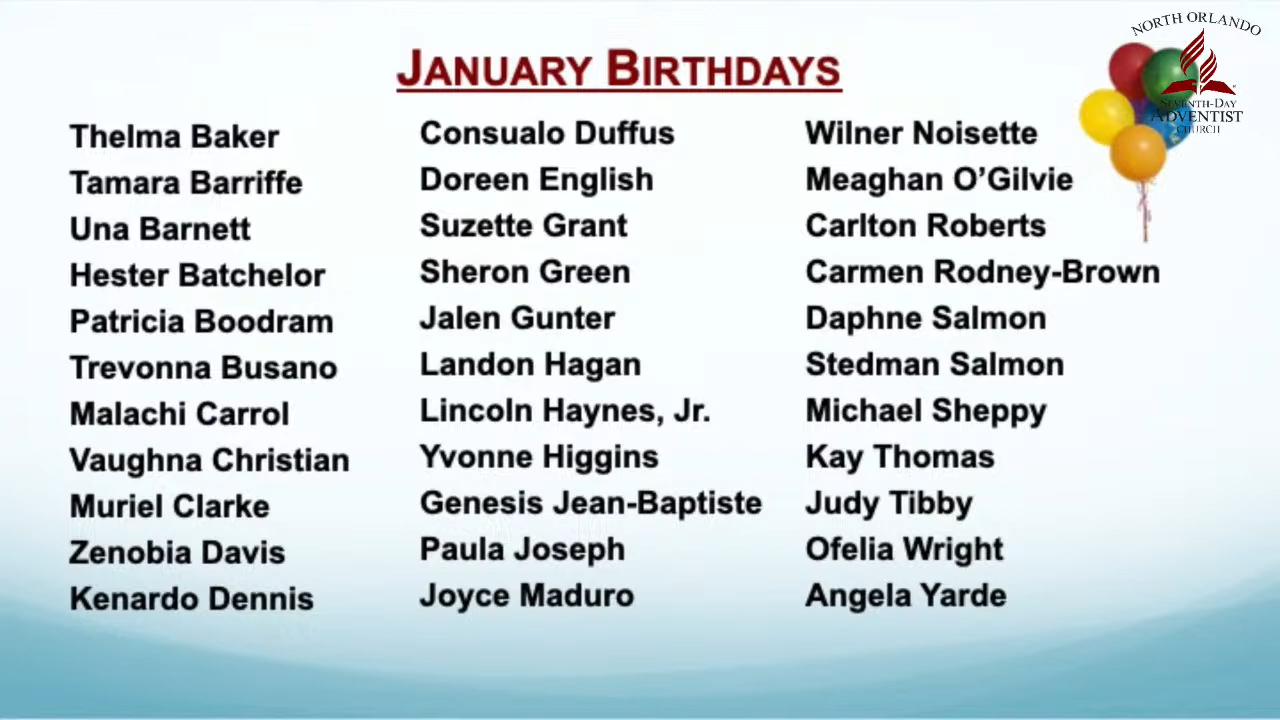 JANUARY BIRTHDAYS
Thelma Baker
Tamara Barriffe
Una Barnett
Hester Batchelor
Patricia Boodram
Trevonna Busano
Malachi Carrol
Vaughna Christian
Muriel Clarke
Zenobia Davis
Kenardo Dennis
Consualo Duffus
Doreen English
Suzette Grant
Sheron Green
Jalen Gunter
Landon Hagan
Lincoln Haynes, Jr.
Yvonne Higgins
Genesis Jean-Baptiste
Paula Joseph
Joyce Maduro
Wilner Noisette
Meaghan O’Gilvie
Carlton Roberts
Carmen Rodney-Brown
Daphne Salmon
Stedman Salmon
Michael Sheppy
Kay Thomas
Judy Tibby
Ofelia Wright
Angela Yarde
NORTH ORLANDO
SEVENTH-DAY
ADVENTIST
CHURCH